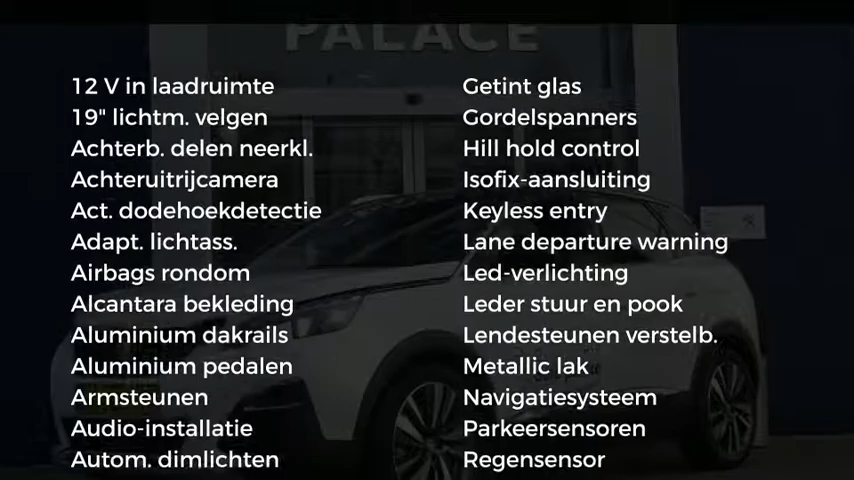 PALACE
12 V in laadruimte
19" lichtm. velgen
Achterb. delen neerkl.
Achteruitrijcamera
Act. dodehoekdetectie
Adapt. lichtass.
Airbags rondom
Alcantara bekleding
Aluminium dakrails
Aluminium pedalen
Armsteunen
Audio-installatie
Autom. dimlichten
Getint glas
Gordelspanners
Hill hold control
Isofix-aansluiting
Keyless entry
Lane departure warning
Led-verlichting
Leder stuur en pook
Lendesteunen verstelb.
Metallic lak
Navigatiesysteem
Parkeersensoren
Regensensor